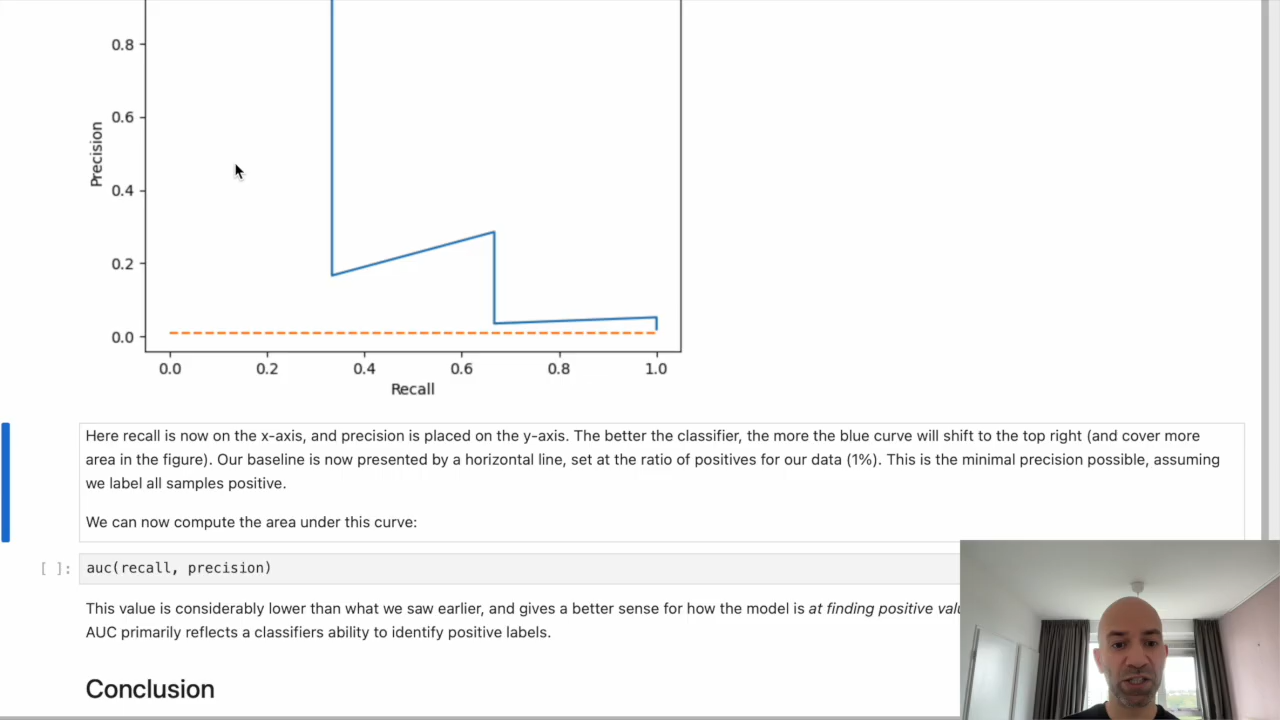 0.8
0.6
Precision
0.4
0.2
0.0
0.0 0.2 0.4 0.6 0.8 1.0
Recall
Here recall is now on the x-axis, and precision is placed on the y-axis. The better the classifier, the more the blue curve will shift to the top right (and cover more
area in the figure). Our baseline is now presented by a horizontal line, set at the ratio of positives for our data (1%). This is the minimal precision possible, assuming
we label all samples positive.
We can now compute the area under this curve:
[ ]: auc(recall, precision)
This value is considerably lower than what we saw earlier, and gives a better sense for how the model is at finding positive
AUC primarily reflects a classifiers ability to identify positive labels.
Conclusion